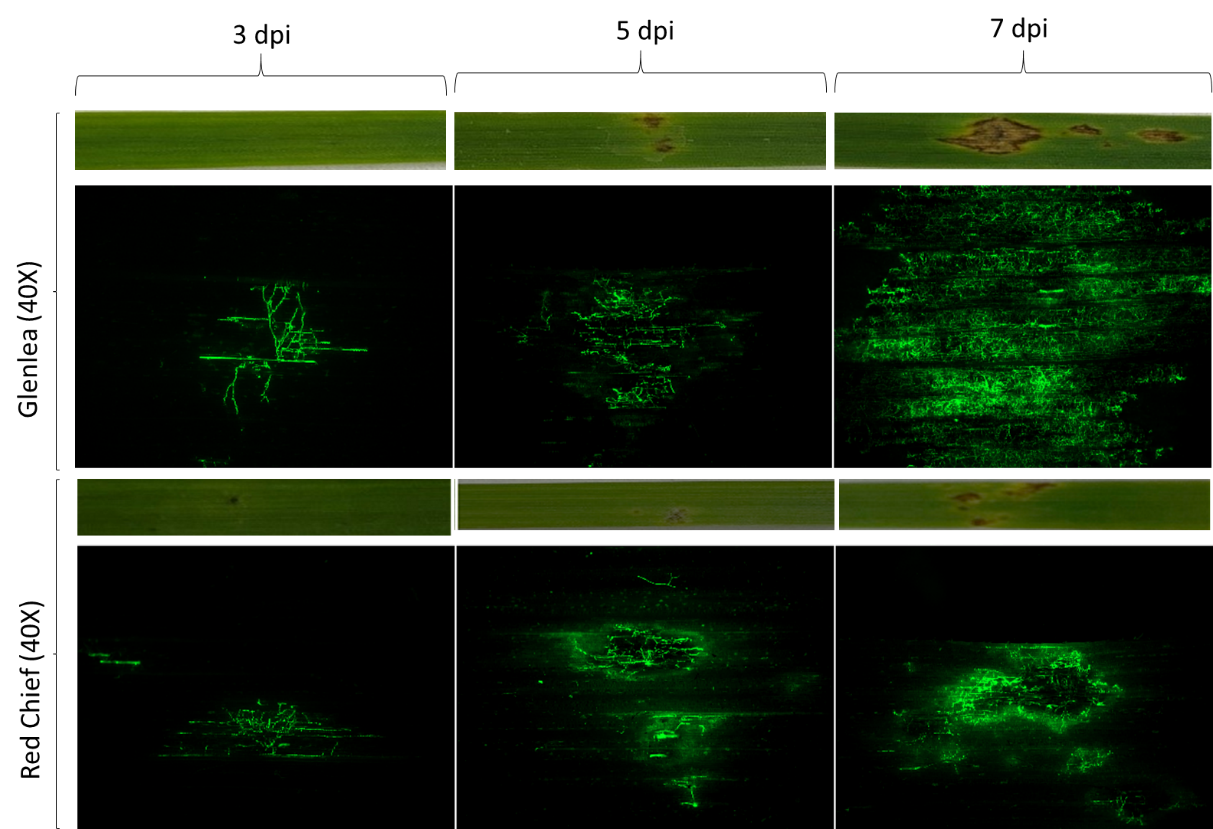 3 dpi
5 dpi
7 dpi
Glenlea (40X)
Red Chief (40X)